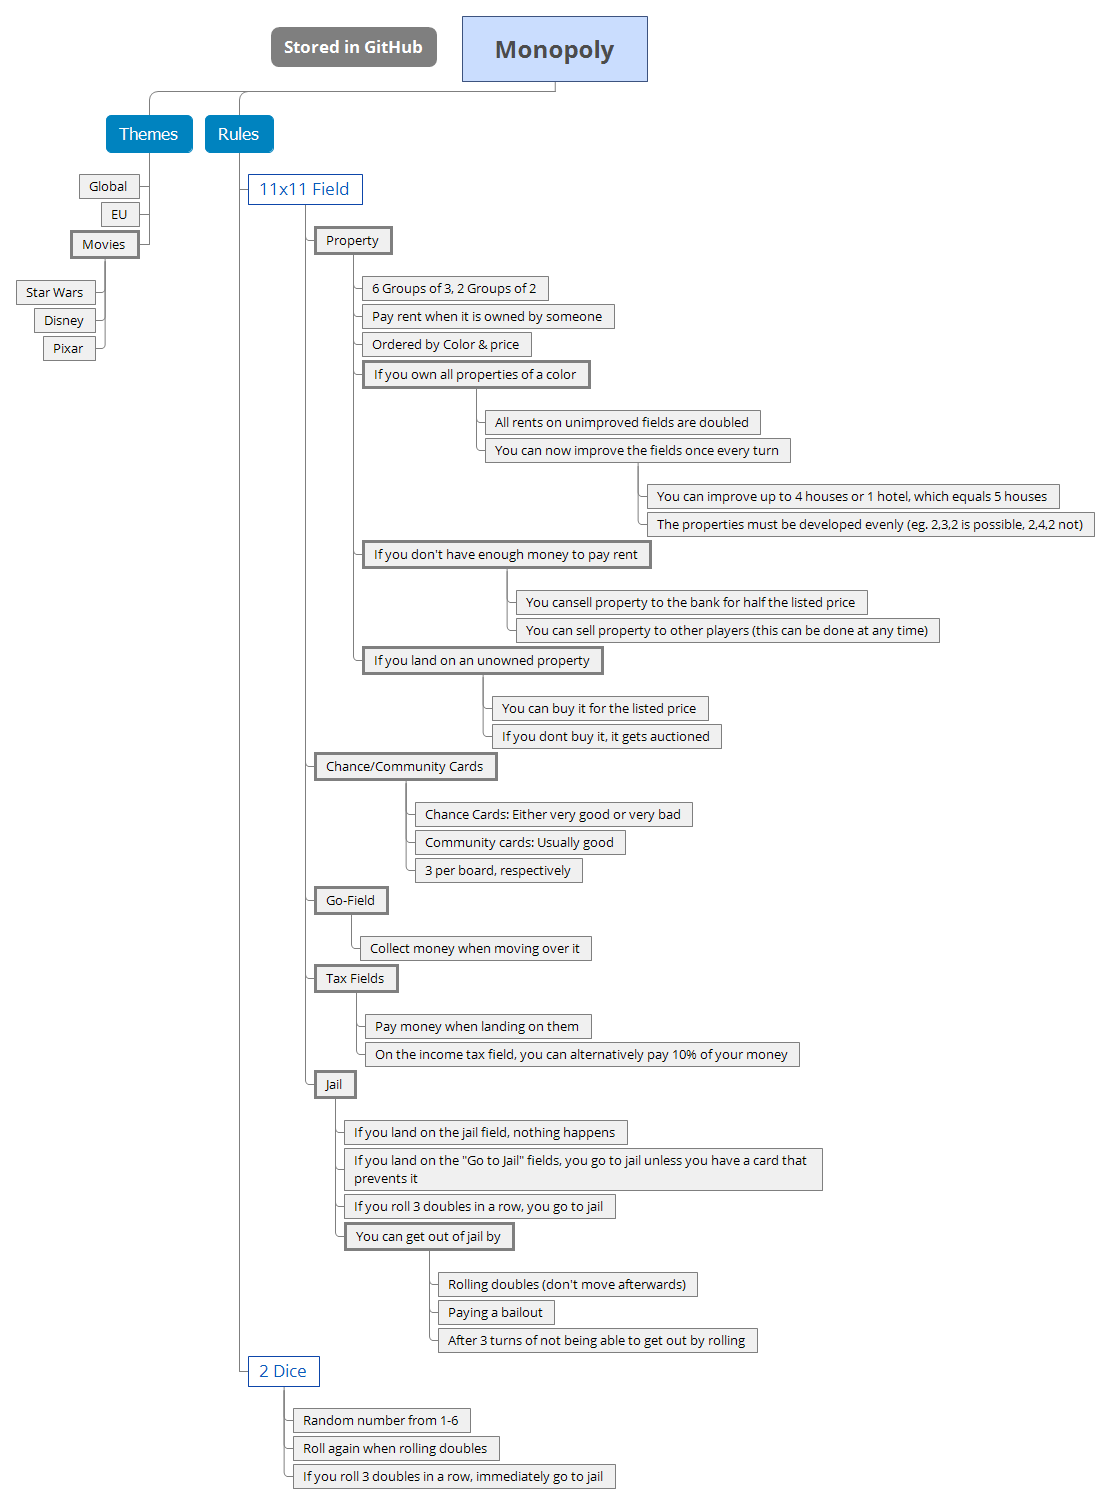 Stored in GitHub
Monopoly
Themes
Rules
Global
EU
Movies
Star Wars
Disney
Pixar
11x11 Field
Property
6 Groups of 3, 2 Groups of 2
Pay rent when it is owned by someone
Ordered by Color & price
If you own all properties of a color
All rents on unimproved fields are doubled
You can now improve the fields once every turn
You can improve up to 4 houses or 1 hotel, which equals 5 houses
The properties must be developed evenly (eg. 2,3,2 is possible, 2,4,2 not)
If you don't have enough money to pay rent
You cansell property to the bank for half the listed price
You can sell property to other players (this can be done at any time)
If you land on an unowned property
You can buy it for the listed price
If you dont buy it, it gets auctioned
Chance/Community Cards
Chance Cards: Either very good or very bad
Community cards: Usually good
3 per board, respectively
Go-Field
Collect money when moving over it
Tax Fields
Pay money when landing on them
On the income tax field, you can alternatively pay 10% of your money
Jail
If you land on the jail field, nothing happens
If you land on the "Go to Jail" fields, you go to jail unless you have a card that
prevents it
If you roll 3 doubles in a row, you go to jail
You can get out of jail by
Rolling doubles (don't move afterwards)
Paying a bailout
After 3 turns of not being able to get out by rolling
2 Dice
Random number from 1-6
Roll again when rolling doubles
If you roll 3 doubles in a row, immediately go to jail